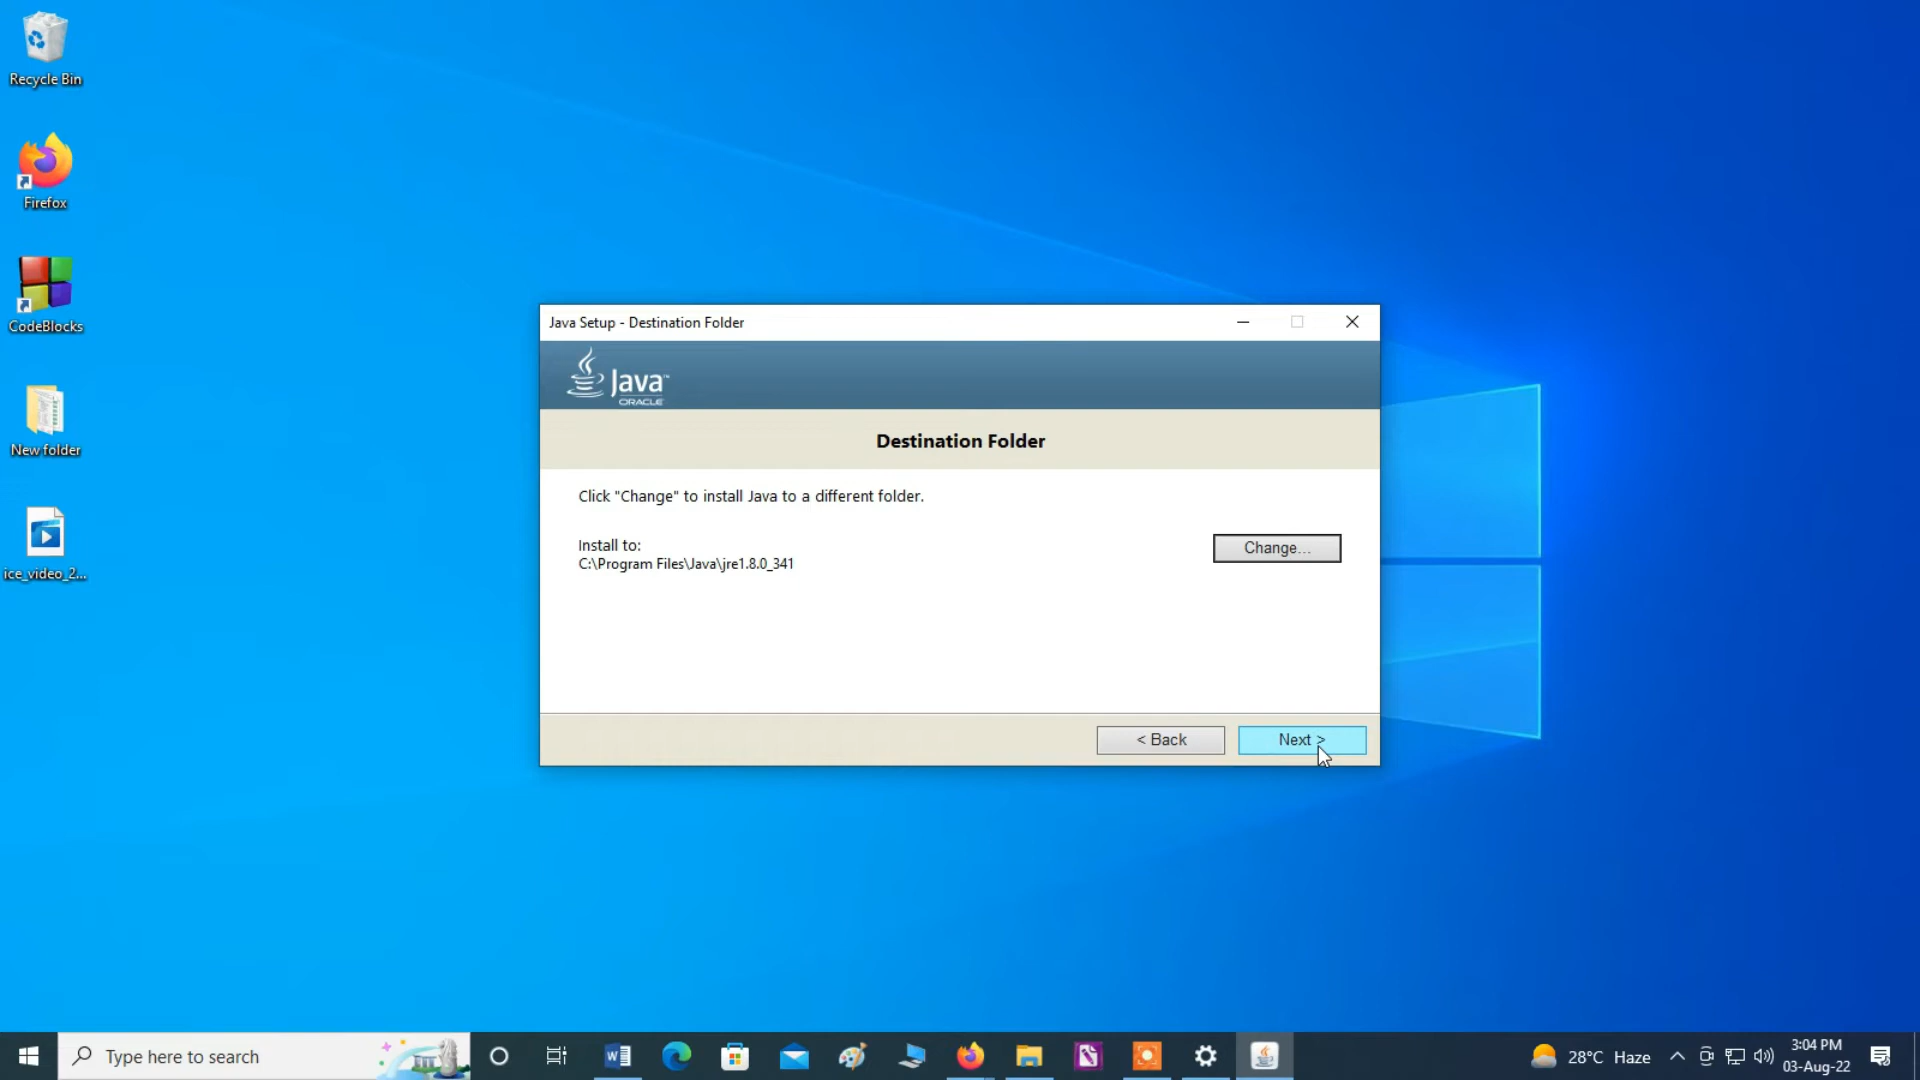 Recycle Bin
Firefox
CodeBlocks
New folder
ice_video_2...
Java Setup - Destination Folder
Java™
ORACLE
Destination Folder
Click "Change" to install Java to a different folder.
Install to:
C:\Program Files\Java\jre1.8.0_341
Change...
< Back
Next >
Type here to search
28°C Haze
3:04 PM
03-Aug-22